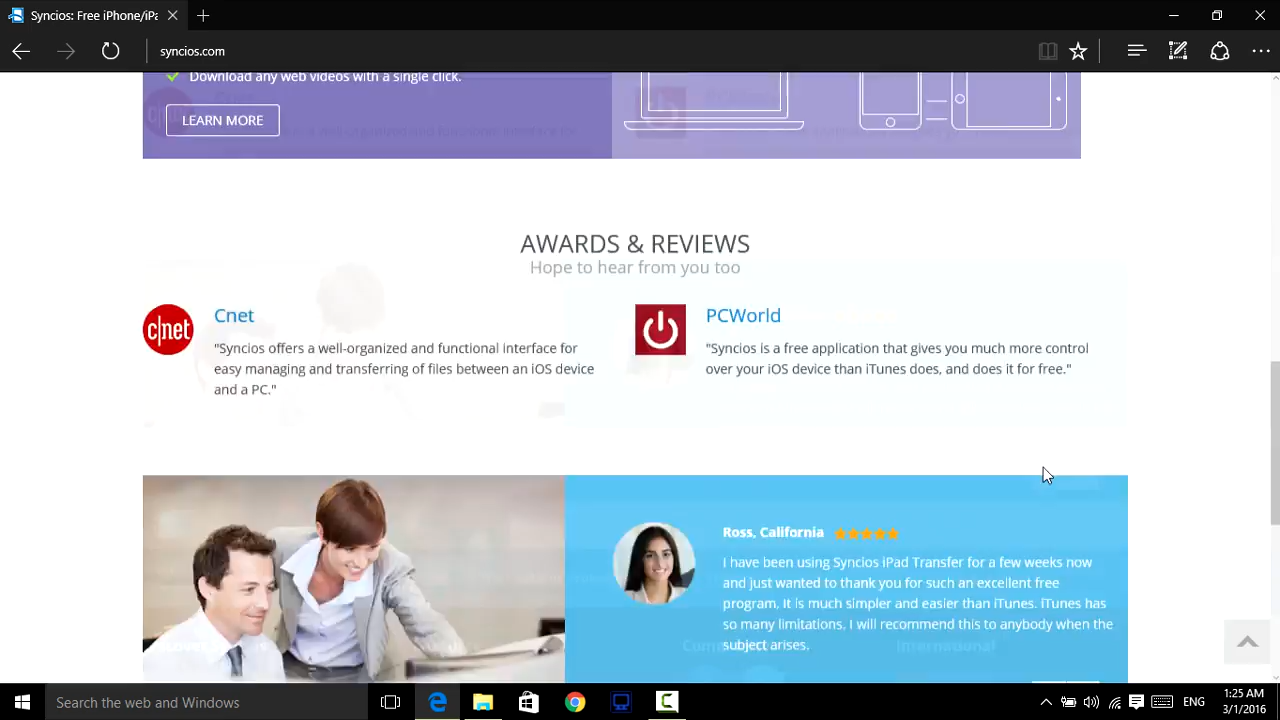 Syncios: Free iPhone/iPa
syncios.com
Download any web videos with a single click.
LEARN MORE
AWARDS & REVIEWS
Hope to hear from you too
c|net
Cnet
"Syncios offers a well-organized and functional interface for
easy managing and transferring of files between an iOS device
and a PC."
PCWorld
"Syncios is a free application that gives you much more control
over your iOS device than iTunes does, and does it for free."
Ross, California
I have been using Syncios iPad Transfer for a few weeks now
and just wanted to thank you for such an excellent free
program. It is much simpler and easier than iTunes. iTunes has
so many limitations. I will recommend this to anybody when the
subject arises.
International
Search the web and Windows
ENG
1:25 AM
3/1/2016